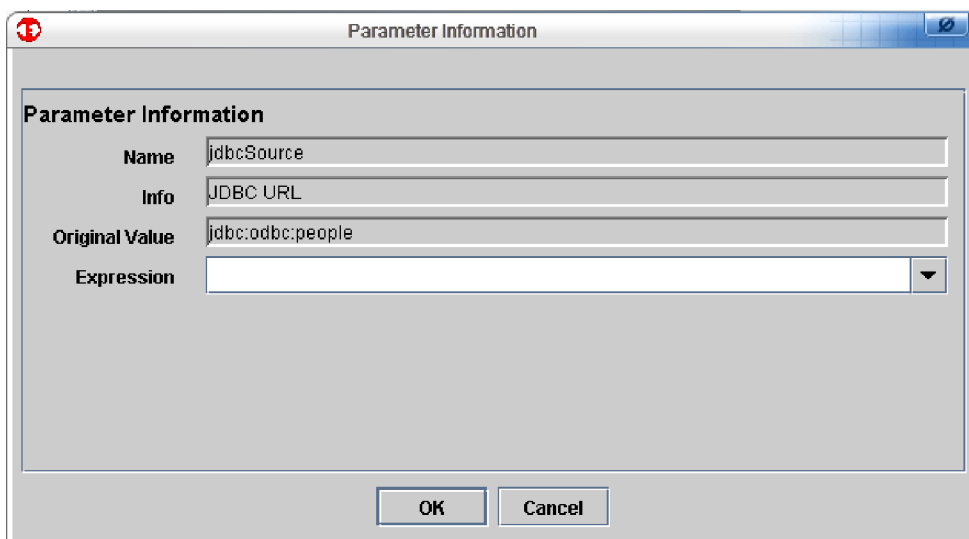 Parameter Information
Parameter Information
Name jdbcSource
Info JDBC URL
Original Value jdbc:odbc:people
Expression
OK Cancel